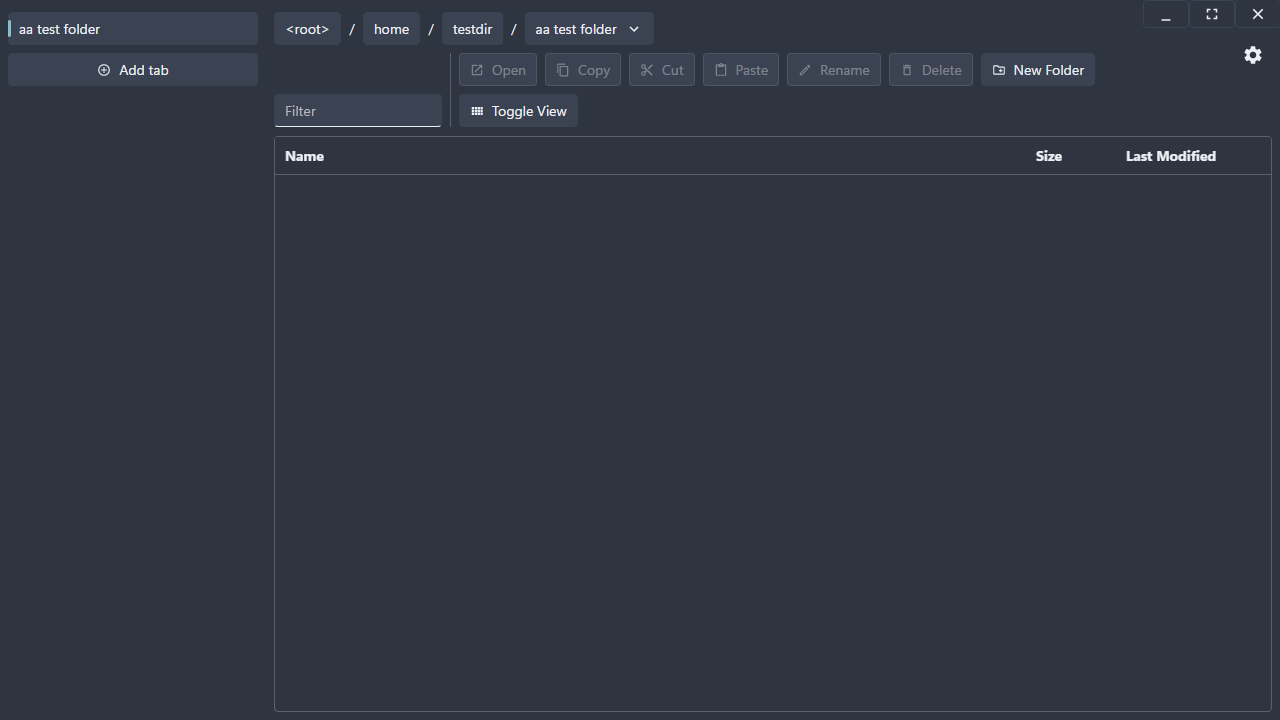 aa test folder
<root> / home / testdir / aa test folder
Add tab
Open Copy Cut Paste Rename Delete New Folder
Filter
Toggle View
Name Size Last Modified